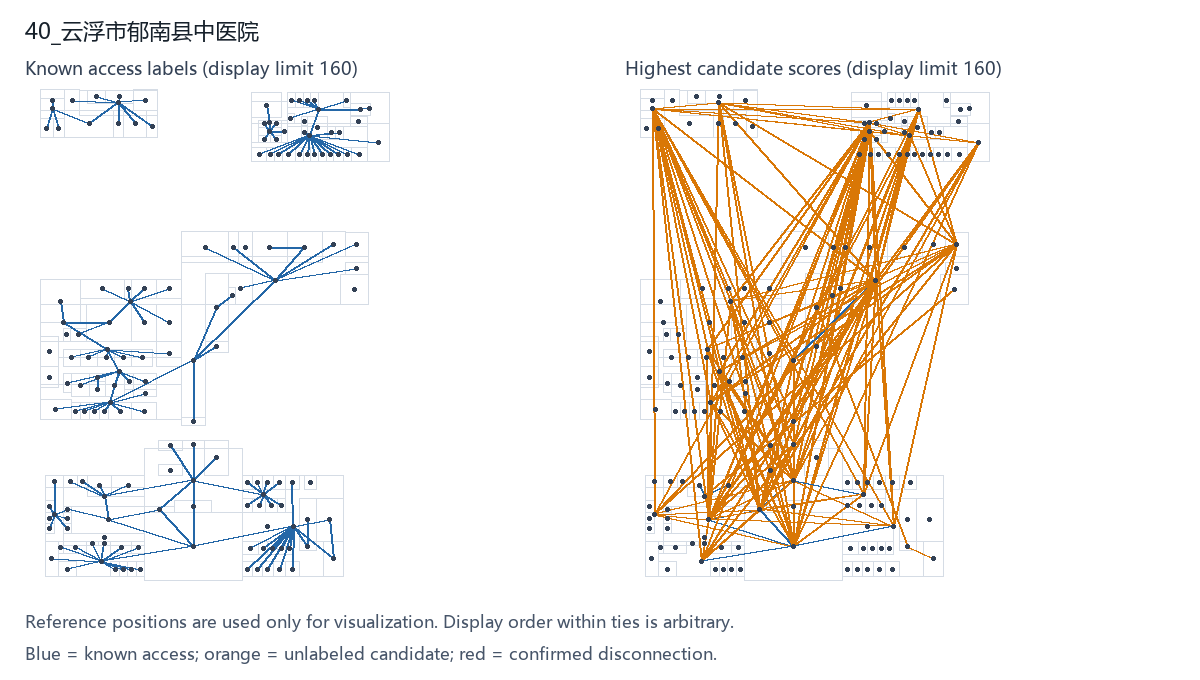 40_云浮市郁南县中医院
Known access labels (display limit 160)
Highest candidate scores (display limit 160)
Reference positions are used only for visualization. Display order within ties is arbitrary.
Blue = known access; orange = unlabeled candidate; red = confirmed disconnection.